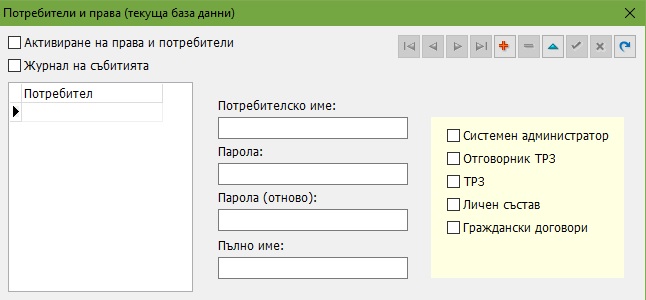 Потребители и права (текуща база данни)
Активиране на права и потребители
Журнал на събитията
Потребител
Потребителско име:
Парола:
Парола (отново):
Пълно име:
Системен администратор
Отговорник ТРЗ
ТРЗ
Личен състав
Граждански договори